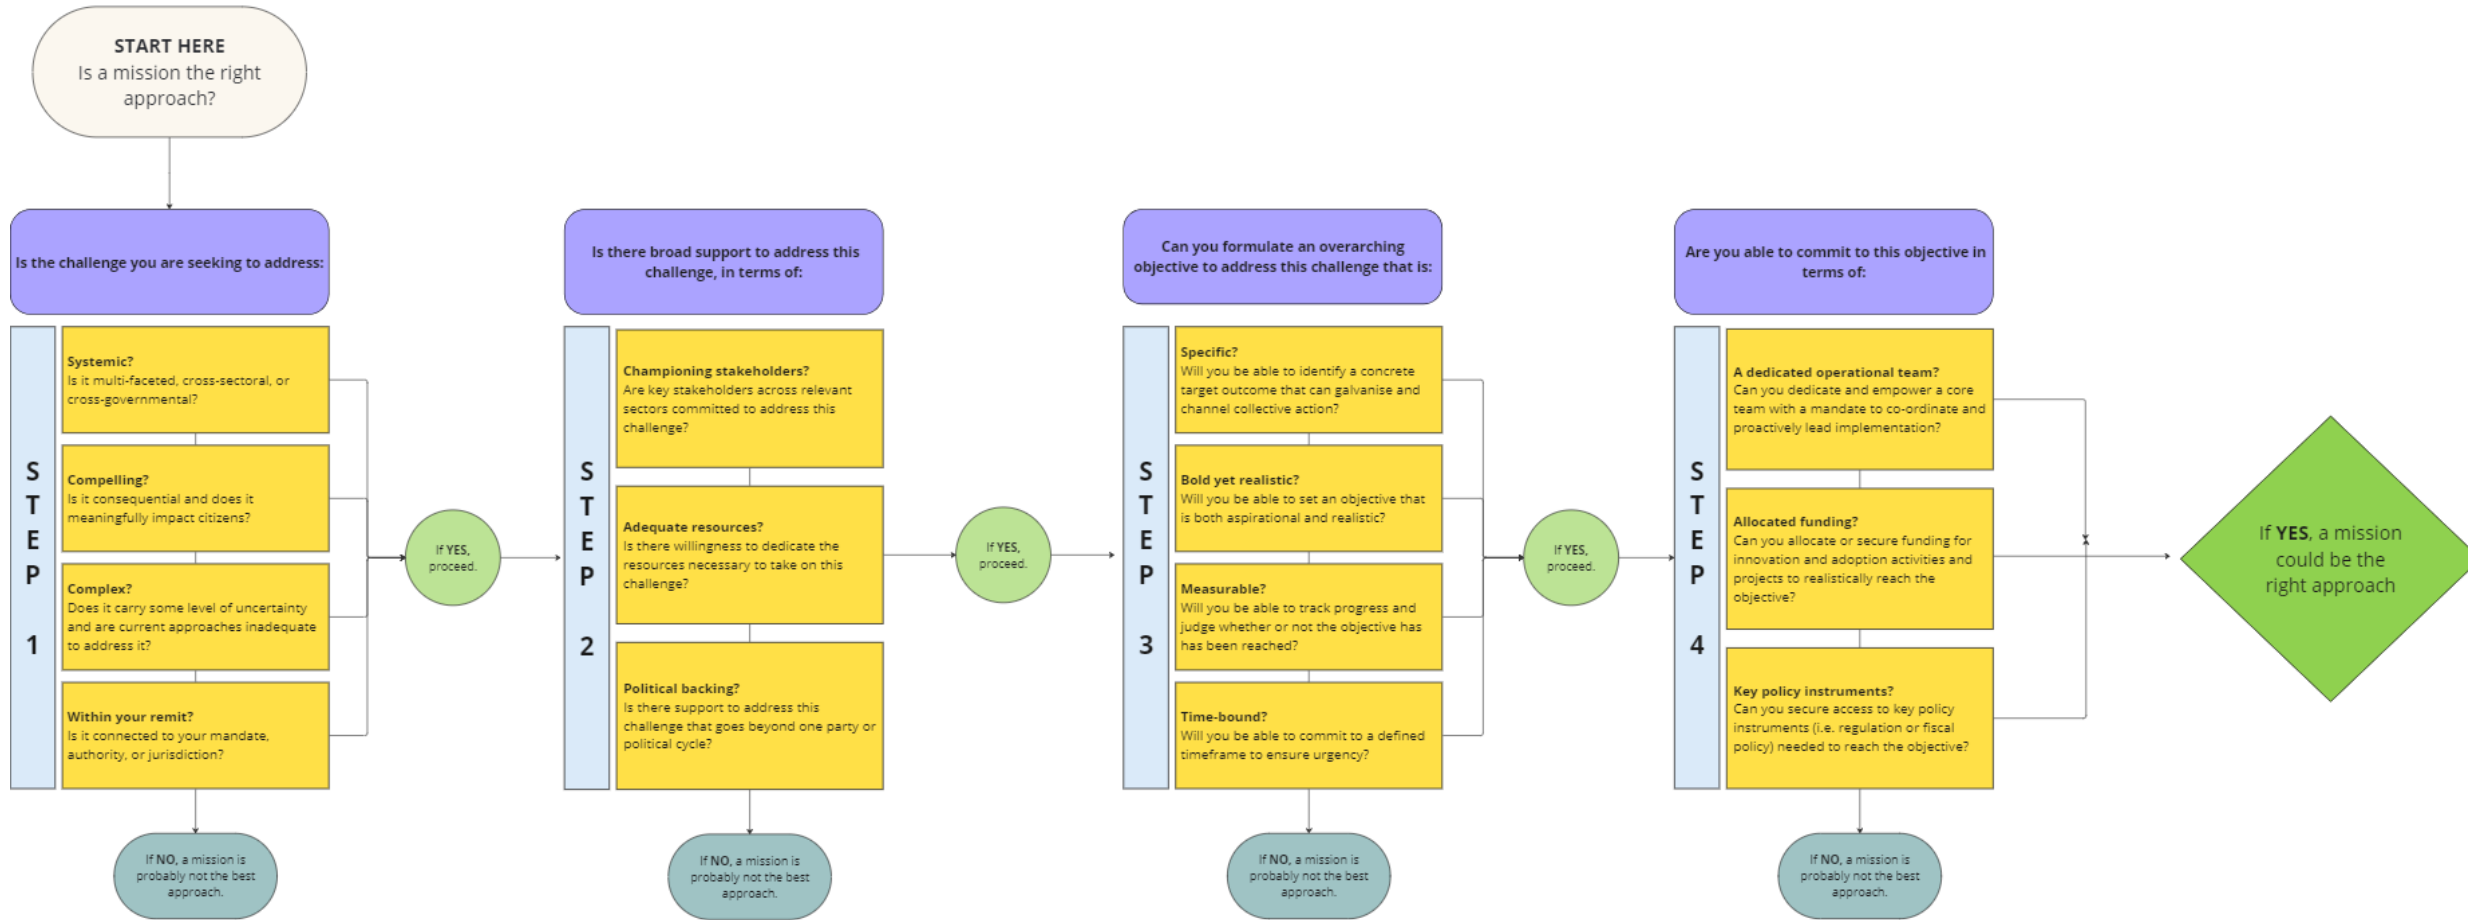 START HERE
Is a mission the right
approach?
Is the challenge you are seeking to address:
STEP 1
Systemic?
Is it multi-faceted, cross-sectoral, or
cross-governmental?
Compelling?
Is it consequential and does it
meaningfully impact citizens?
Complex?
Does it carry some level of uncertainty
and are current approaches inadequate
to address it?
Within your remit?
Is it connected to your mandate,
authority, or jurisdiction?
If NO, a mission is
probably not the best
approach.
If YES,
proceed.
Is there broad support to address this
challenge, in terms of:
STEP 2
Championing stakeholders?
Are key stakeholders across relevant
sectors committed to address this
challenge?
Adequate resources?
Is there willingness to dedicate the
resources necessary to take on this
challenge?
Political backing?
Is there support to address this
challenge that goes beyond one party or
political cycle?
If NO, a mission is
probably not the best
approach.
If YES,
proceed.
Can you formulate an overarching
objective to address this challenge that is:
STEP 3
Specific?
Will you be able to identify a concrete
target outcome that can galvanise and
channel collective action?
Bold yet realistic?
Will you be able to set an objective that
is both aspirational and realistic?
Measurable?
Will you be able to track progress and
judge whether or not the objective has
has been reached?
Time-bound?
Will you be able to commit to a defined
timeframe to ensure urgency?
If NO, a mission is
probably not the best
approach.
If YES,
proceed.
Are you able to commit to this objective in
terms of:
STEP 4
A dedicated operational team?
Can you dedicate and empower a core
team with a mandate to co-ordinate and
proactively lead implementation?
Allocated funding?
Can you allocate or secure funding for
innovation and adoption activities and
projects to realistically reach the
objective?
Key policy instruments?
Can you secure access to key policy
instruments (i.e. regulation or fiscal
policy) needed to reach the objective?
If NO, a mission is
probably not the best
approach.
If YES, a mission
could be the
right approach